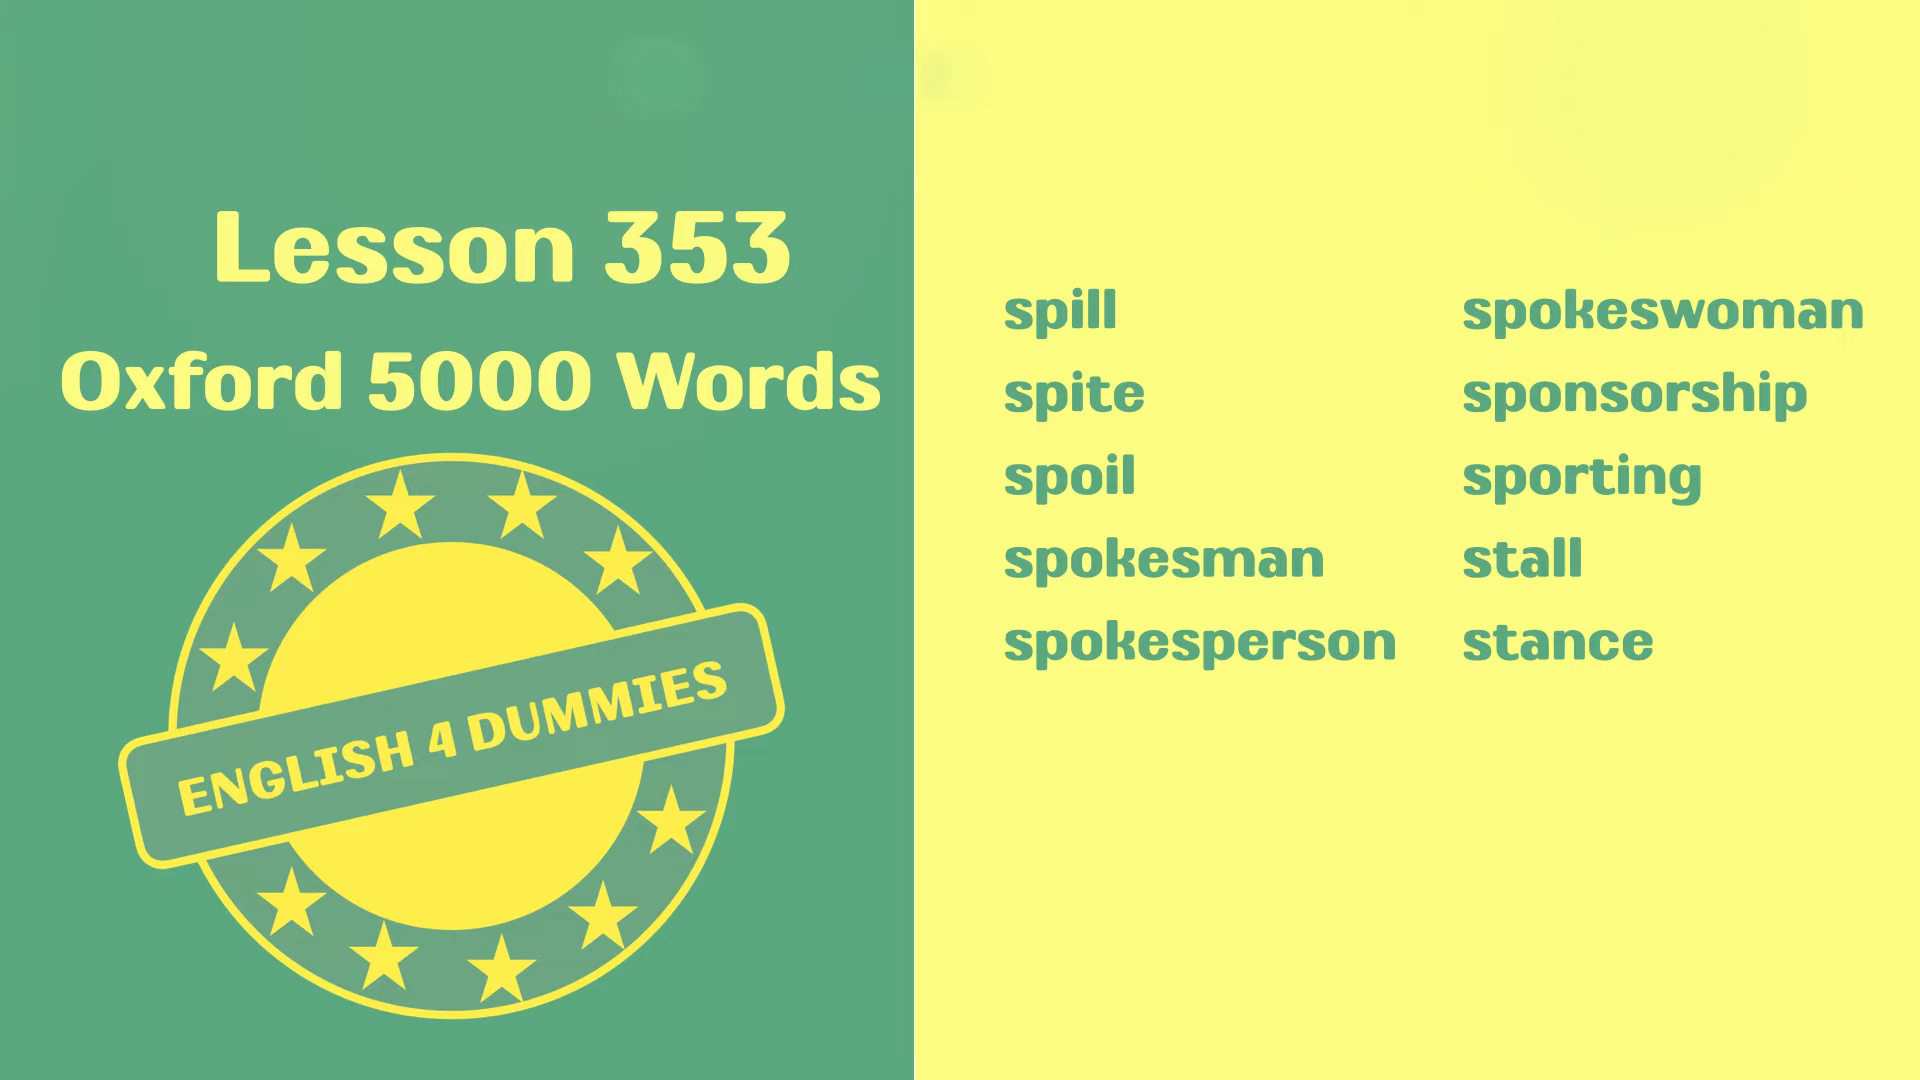 Lesson 353
Oxford 5000 Words
ENGLISH 4 DUMMIES
spill
spite
spoil
spokesman
spokesperson
spokeswoman
sponsorship
sporting
stall
stance